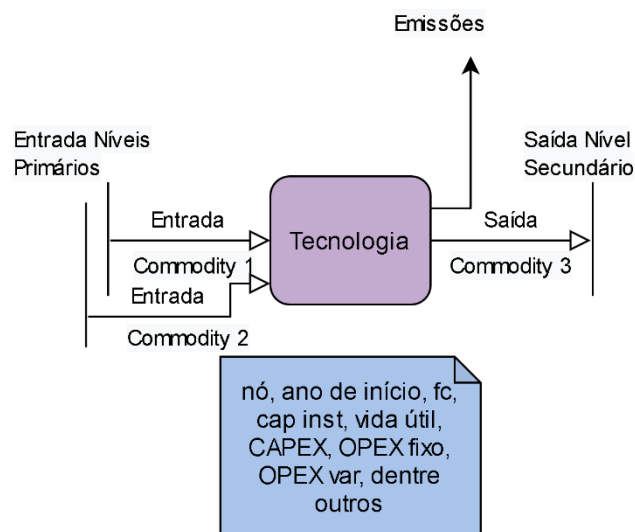 Emissões
Entrada Níveis
Primários
Saída Nível
Secundário
Entrada
Tecnologia
Saída
Commodity 1
Commodity 3
Entrada
Commodity 2
nó, ano de início, fc,
cap inst, vida útil,
CAPEX, OPEX fixo,
OPEX var, dentre
outros